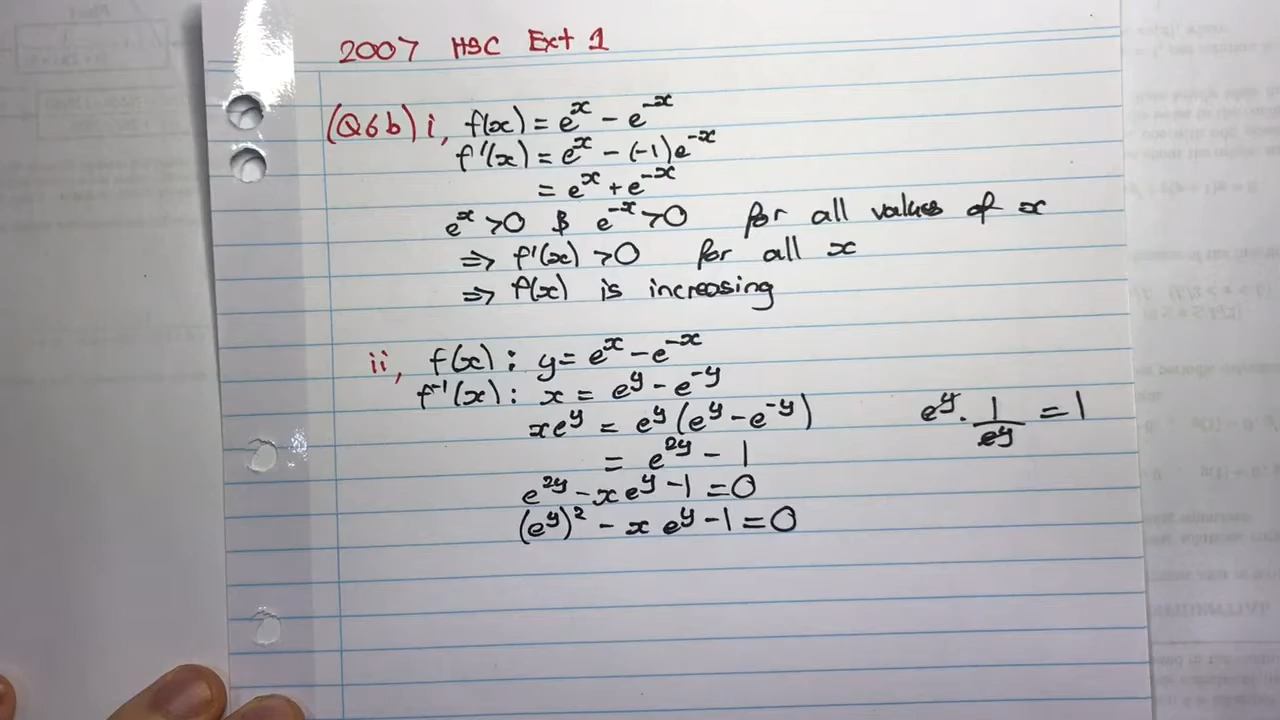 2007 HSC Ext 1
(Q6b) i, f(x) = e^x - e^-x
f'(x) = e^x - (-1)e^-x
= e^x + e^-x
e^x > 0 & e^-x > 0 for all values of x
⇒ f'(x) > 0 for all x
⇒ f(x) is increasing
ii, f(x) : y = e^x - e^-x
f^-1(x) : x = e^y - e^-y
xe^y = e^y(e^y - e^-y) e^y . 1/e^y = 1
= e^2y - 1
e^2y - xe^y - 1 = 0
(e^y)^2 - x e^y - 1 = 0